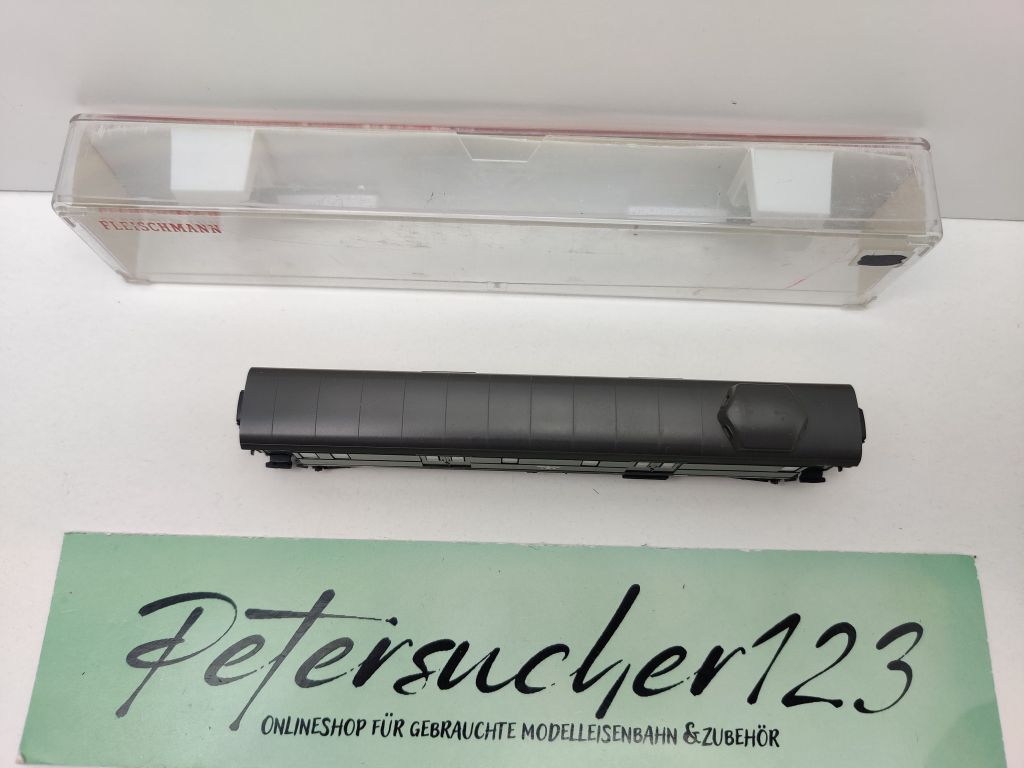 FLEISCHMANN
Petersucher123
ONLINESHOP FÜR GEBRAUCHTE MODELLEISENBAHN & ZUBEHÖR